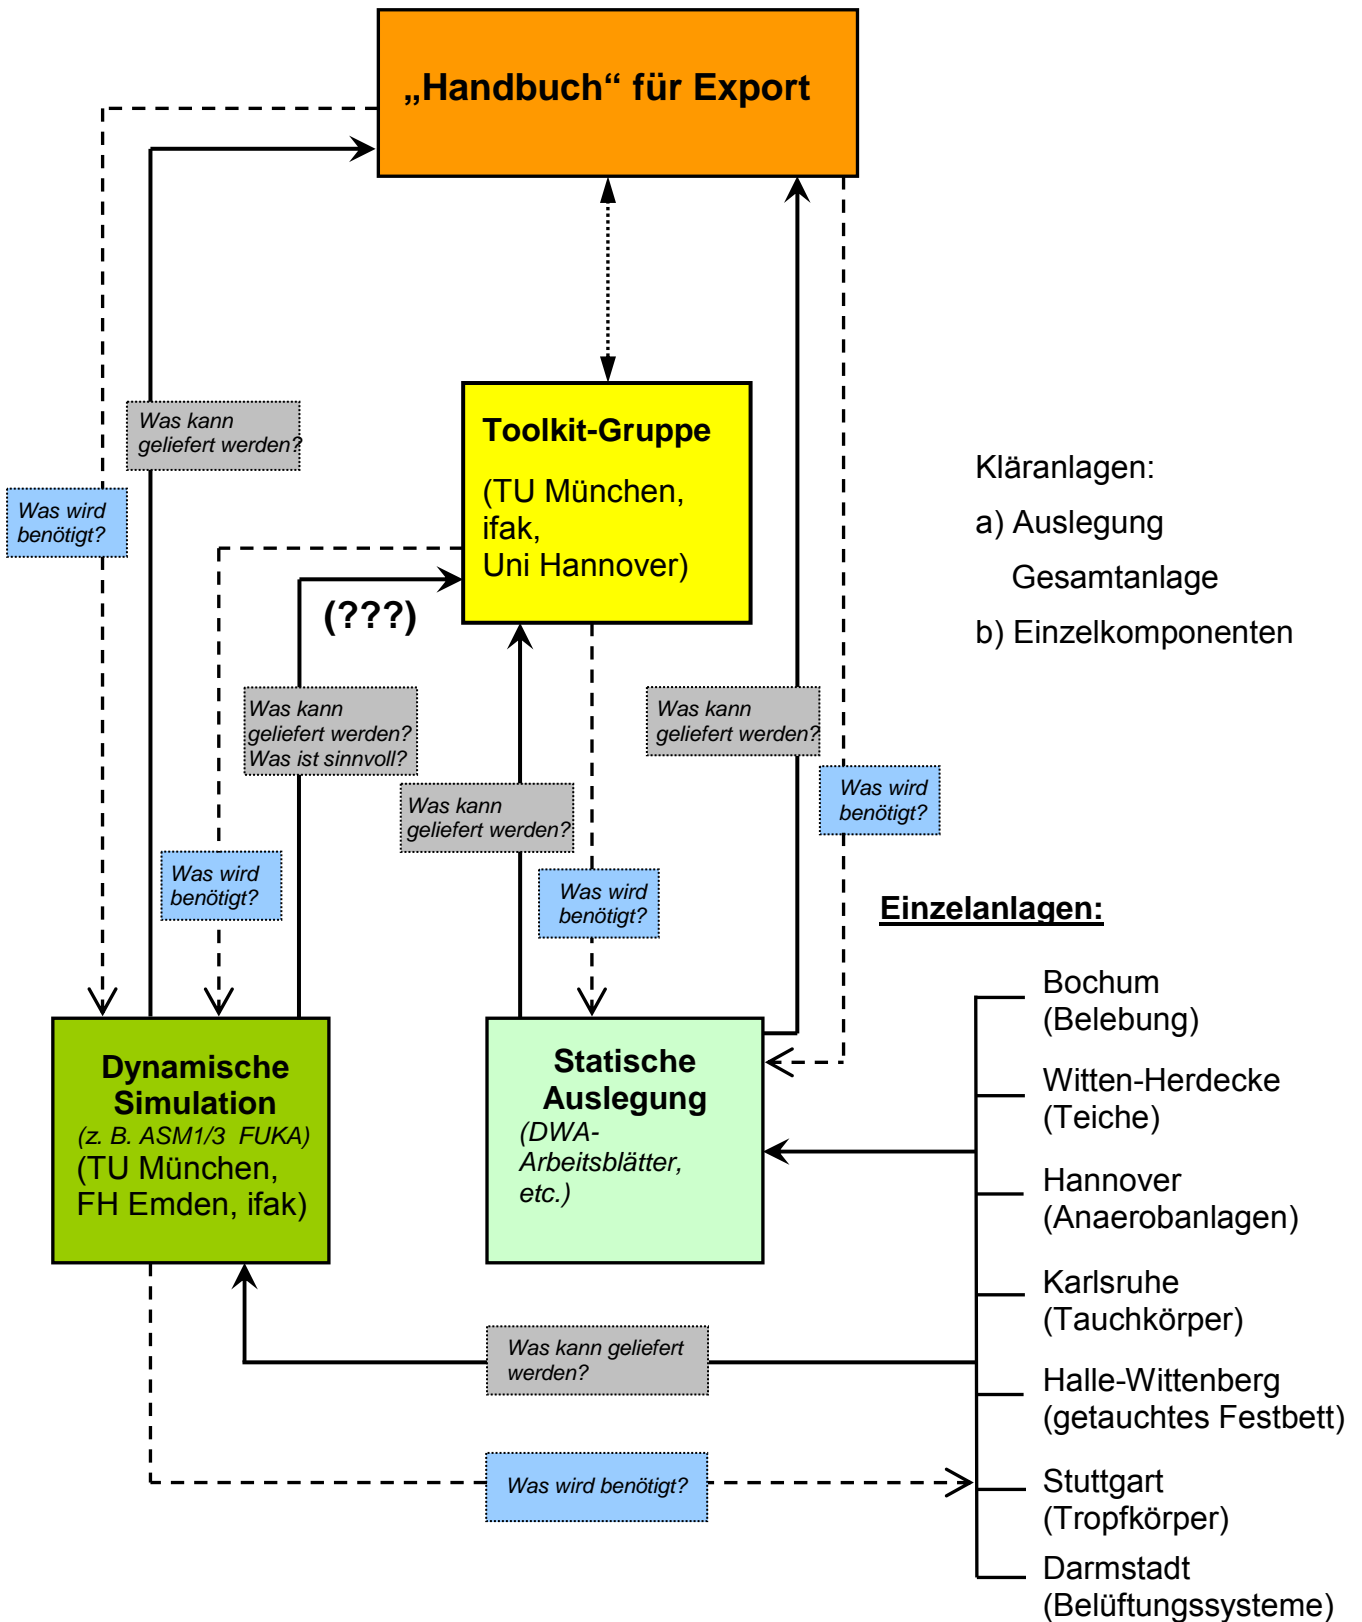 „Handbuch“ für Export
Was kann
geliefert werden?
Was wird
benötigt?
Toolkit-Gruppe
(TU München,
ifak,
Uni Hannover)
Kläranlagen:
a) Auslegung
Gesamtanlage
b) Einzelkomponenten
(???)
Was kann
geliefert werden?
Was ist sinnvoll?
Was kann
geliefert werden?
Was kann
geliefert werden?
Was wird
benötigt?
Was wird
benötigt?
Was wird
benötigt?
Einzelanlagen:
Dynamische
Simulation
(z. B. ASM1/3 FUKA)
(TU München,
FH Emden, ifak)
Statische
Auslegung
(DWA-
Arbeitsblätter,
etc.)
Bochum
(Belebung)
Witten-Herdecke
(Teiche)
Hannover
(Anaerobanlagen)
Karlsruhe
(Tauchkörper)
Halle-Wittenberg
(getauchtes Festbett)
Stuttgart
(Tropfkörper)
Darmstadt
(Belüftungssysteme)
Was kann geliefert
werden?
Was wird benötigt?